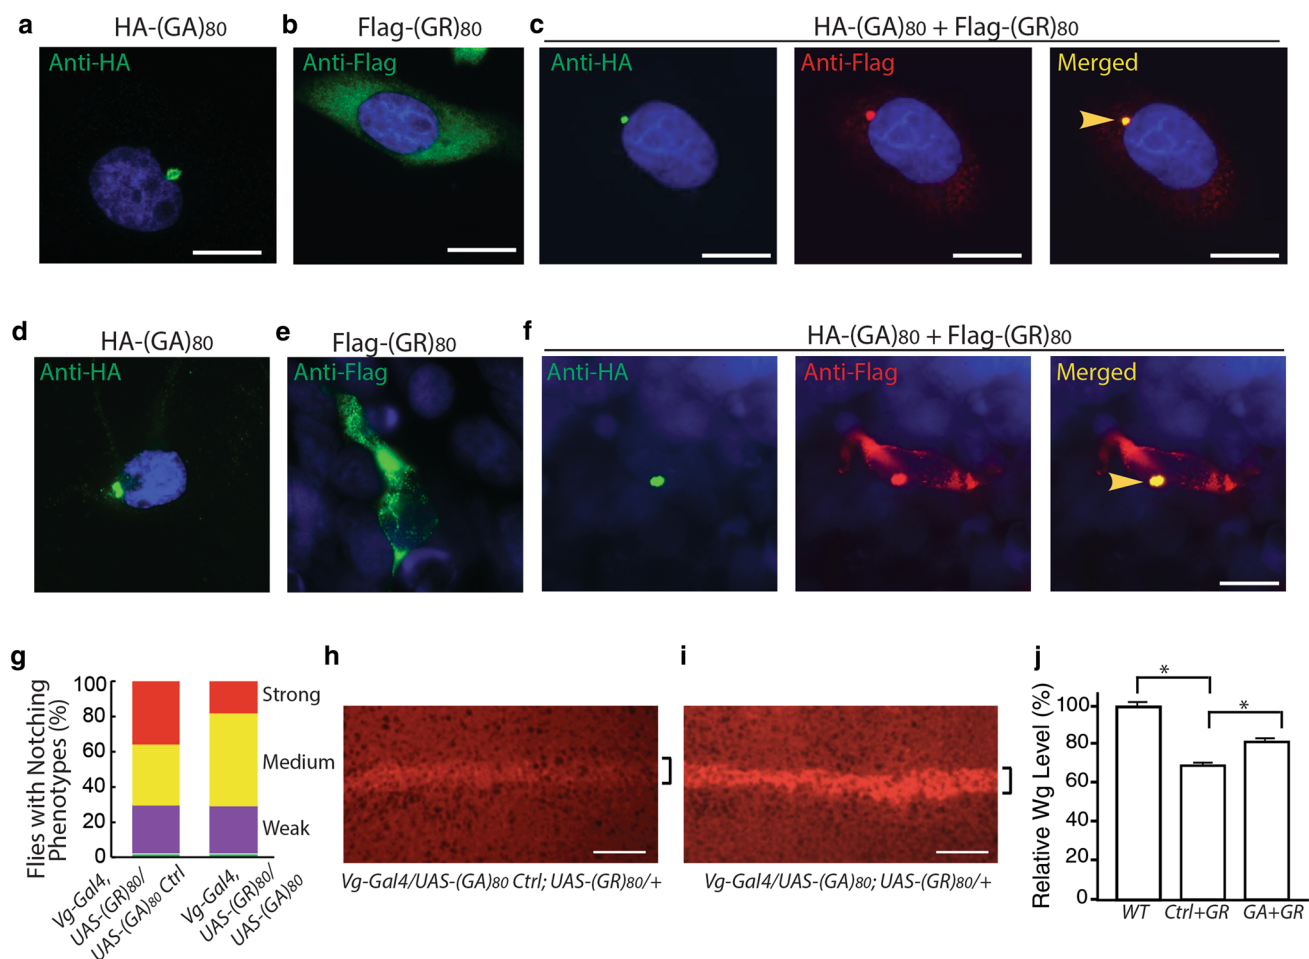 a
HA-(GA)80
Anti-HA
b
Flag-(GR)80
Anti-Flag
c
HA-(GA)80 + Flag-(GR)80
Anti-HA
Anti-Flag
Merged
d
HA-(GA)80
Anti-HA
e
Flag-(GR)80
Anti-Flag
f
HA-(GA)80 + Flag-(GR)80
Anti-HA
Anti-Flag
Merged
g
Flies with Notching
Phenotypes (%)
100
80
60
40
20
0
Strong
Medium
Weak
Vg-Gal4,
UAS-(GR)80/
UAS-(GA)80 Ctrl
Vg-Gal4,
UAS-(GR)80/
UAS-(GA)80
h
Vg-Gal4/UAS-(GA)80 Ctrl; UAS-(GR)80/+
i
Vg-Gal4/UAS-(GA)80; UAS-(GR)80/+
j
Relative Wg Level (%)
100
80
60
40
20
0
*
*
WT
Ctrl+GR
GA+GR